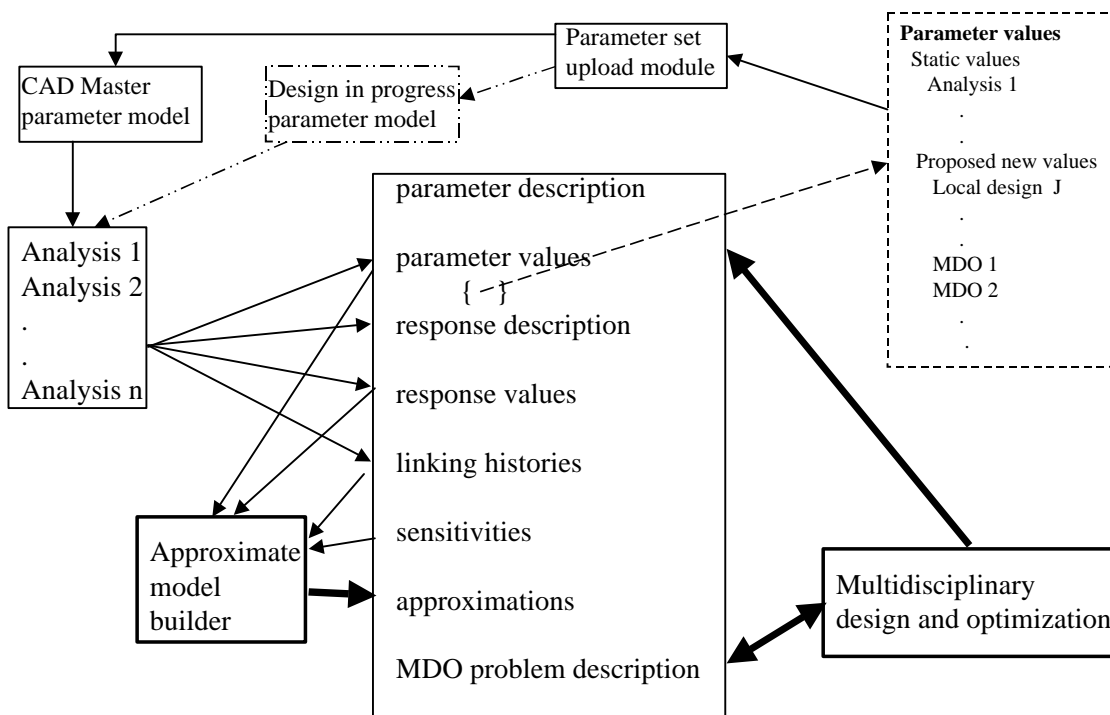 Parameter set
upload module
CAD Master
parameter model
Design in progress
parameter model
Parameter values
Static values
Analysis 1
.
.
Proposed new values
Local design J
.
.
MDO 1
MDO 2
.
.
Analysis 1
Analysis 2
.
.
Analysis n
parameter description
parameter values
{ }
response description
response values
linking histories
sensitivities
approximations
MDO problem description
Approximate
model
builder
Multidisciplinary
design and optimization